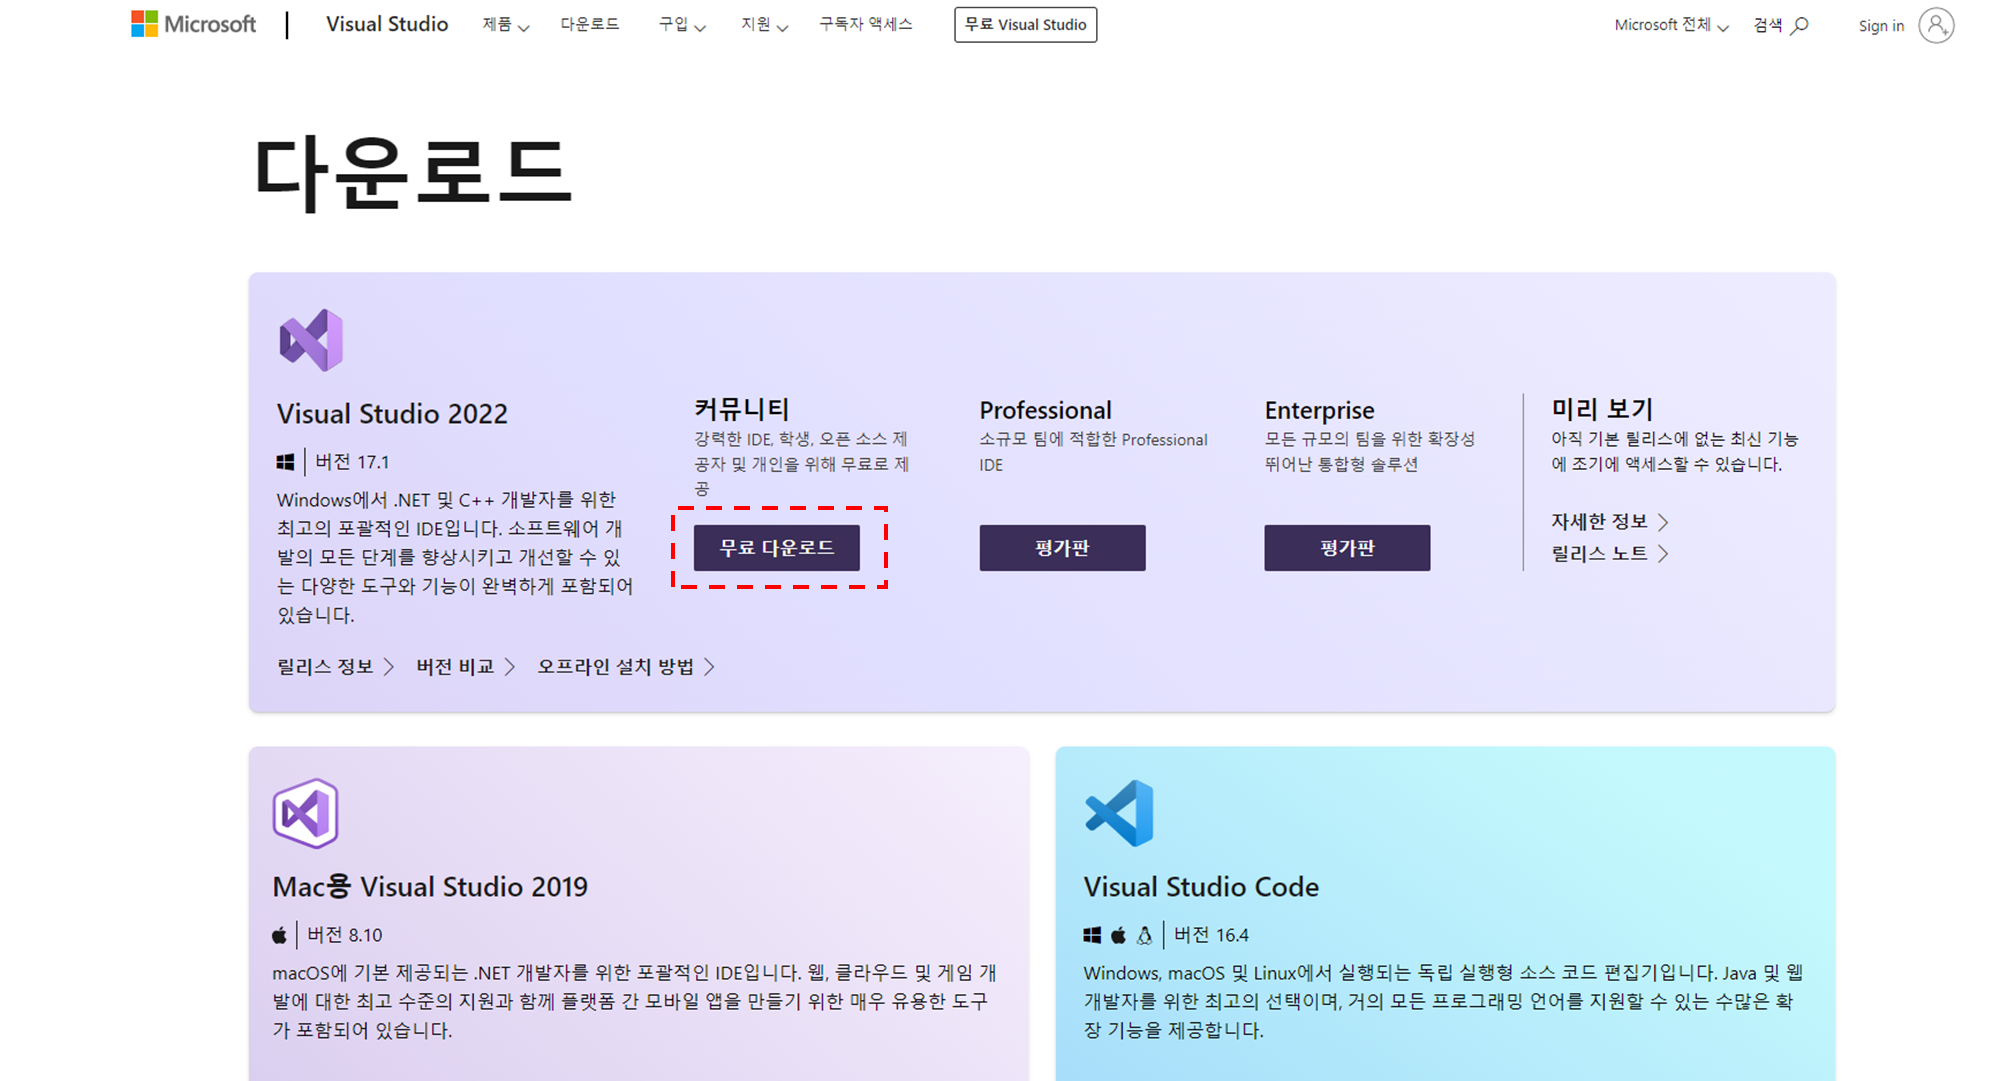 Microsoft | Visual Studio 제품 다운로드 구입 지원 구독자 액세스 무료 Visual Studio Microsoft 전체 검색 Sign in
다운로드
Visual Studio 2022
버전 17.1
Windows에서 .NET 및 C++ 개발자를 위한
최고의 포괄적인 IDE입니다. 소프트웨어 개
발의 모든 단계를 향상시키고 개선할 수 있
는 다양한 도구와 기능이 완벽하게 포함되어
있습니다.
커뮤니티
강력한 IDE, 학생, 오픈 소스 제
공자 및 개인을 위해 무료로 제
공
무료 다운로드
Professional
소규모 팀에 적합한 Professional
IDE
평가판
Enterprise
모든 규모의 팀을 위한 확장성
뛰어난 통합형 솔루션
평가판
미리 보기
아직 기본 릴리스에 없는 최신 기능
에 조기에 액세스할 수 있습니다.
자세한 정보
릴리스 노트
릴리스 정보 버전 비교 오프라인 설치 방법
Mac용 Visual Studio 2019
버전 8.10
macOS에 기본 제공되는 .NET 개발자를 위한 포괄적인 IDE입니다. 웹, 클라우드 및 게임 개
발에 대한 최고 수준의 지원과 함께 플랫폼 간 모바일 앱을 만들기 위한 매우 유용한 도구
가 포함되어 있습니다.
Visual Studio Code
버전 16.4
Windows, macOS 및 Linux에서 실행되는 독립 실행형 소스 코드 편집기입니다. Java 및 웹
개발자를 위한 최고의 선택이며, 거의 모든 프로그래밍 언어를 지원할 수 있는 수많은 확
장 기능을 제공합니다.